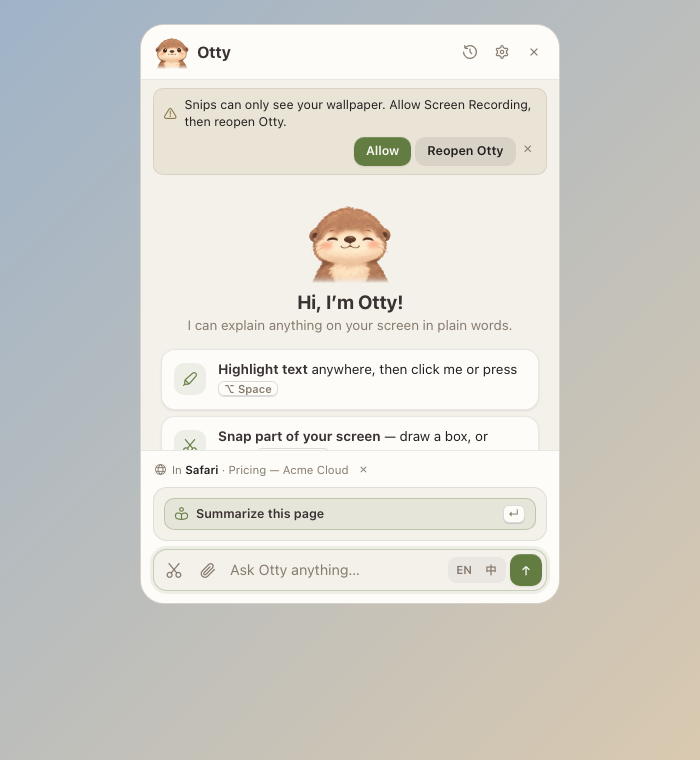 Otty
Snips can only see your wallpaper. Allow Screen Recording,
then reopen Otty.
Allow
Reopen Otty
Hi, I’m Otty!
I can explain anything on your screen in plain words.
Highlight text anywhere, then click me or press
⌥ Space
Snap part of your screen — draw a box, or
In Safari · Pricing — Acme Cloud
Summarize this page
Ask Otty anything...
EN 中